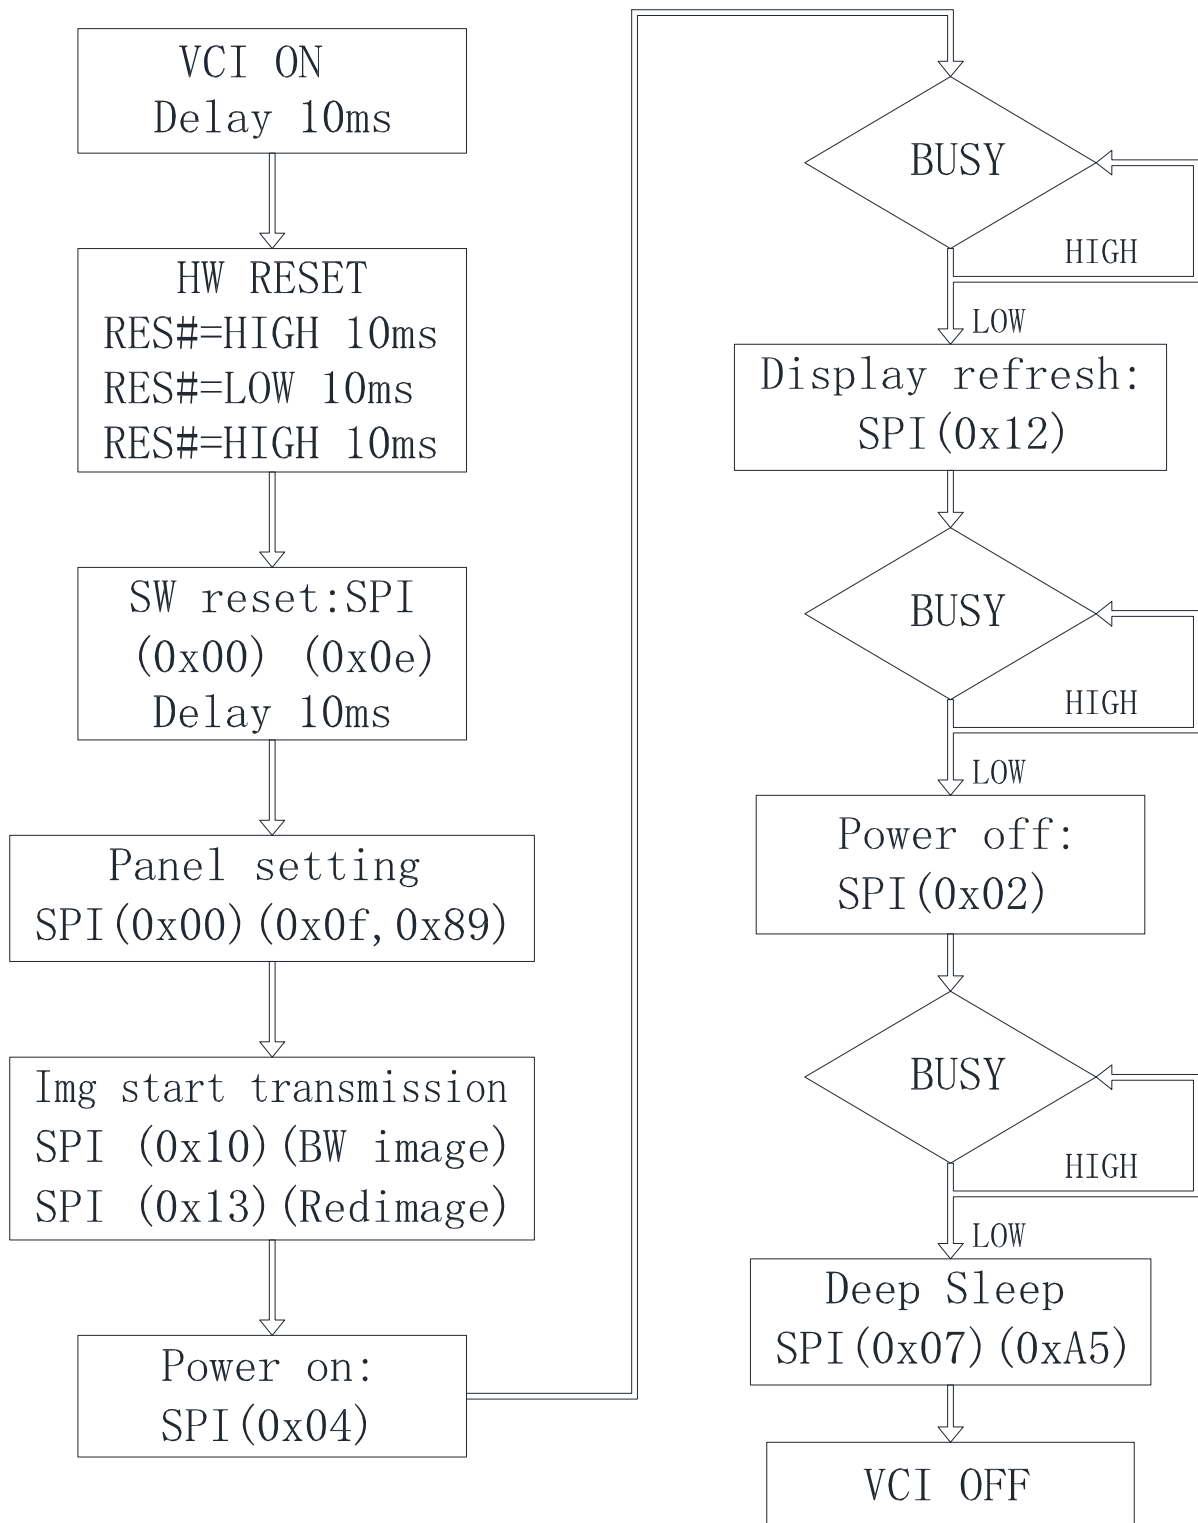 VCI ON
Delay 10ms
HW RESET
RES#=HIGH 10ms
RES#=LOW 10ms
RES#=HIGH 10ms
SW reset:SPI
(0x00) (0x0e)
Delay 10ms
Panel setting
SPI(0x00)(0x0f,0x89)
Img start transmission
SPI (0x10)(BW image)
SPI (0x13)(Redimage)
Power on:
SPI(0x04)
BUSY
HIGH
LOW
Display refresh:
SPI(0x12)
BUSY
HIGH
LOW
Power off:
SPI(0x02)
BUSY
HIGH
LOW
Deep Sleep
SPI(0x07)(0xA5)
VCI OFF